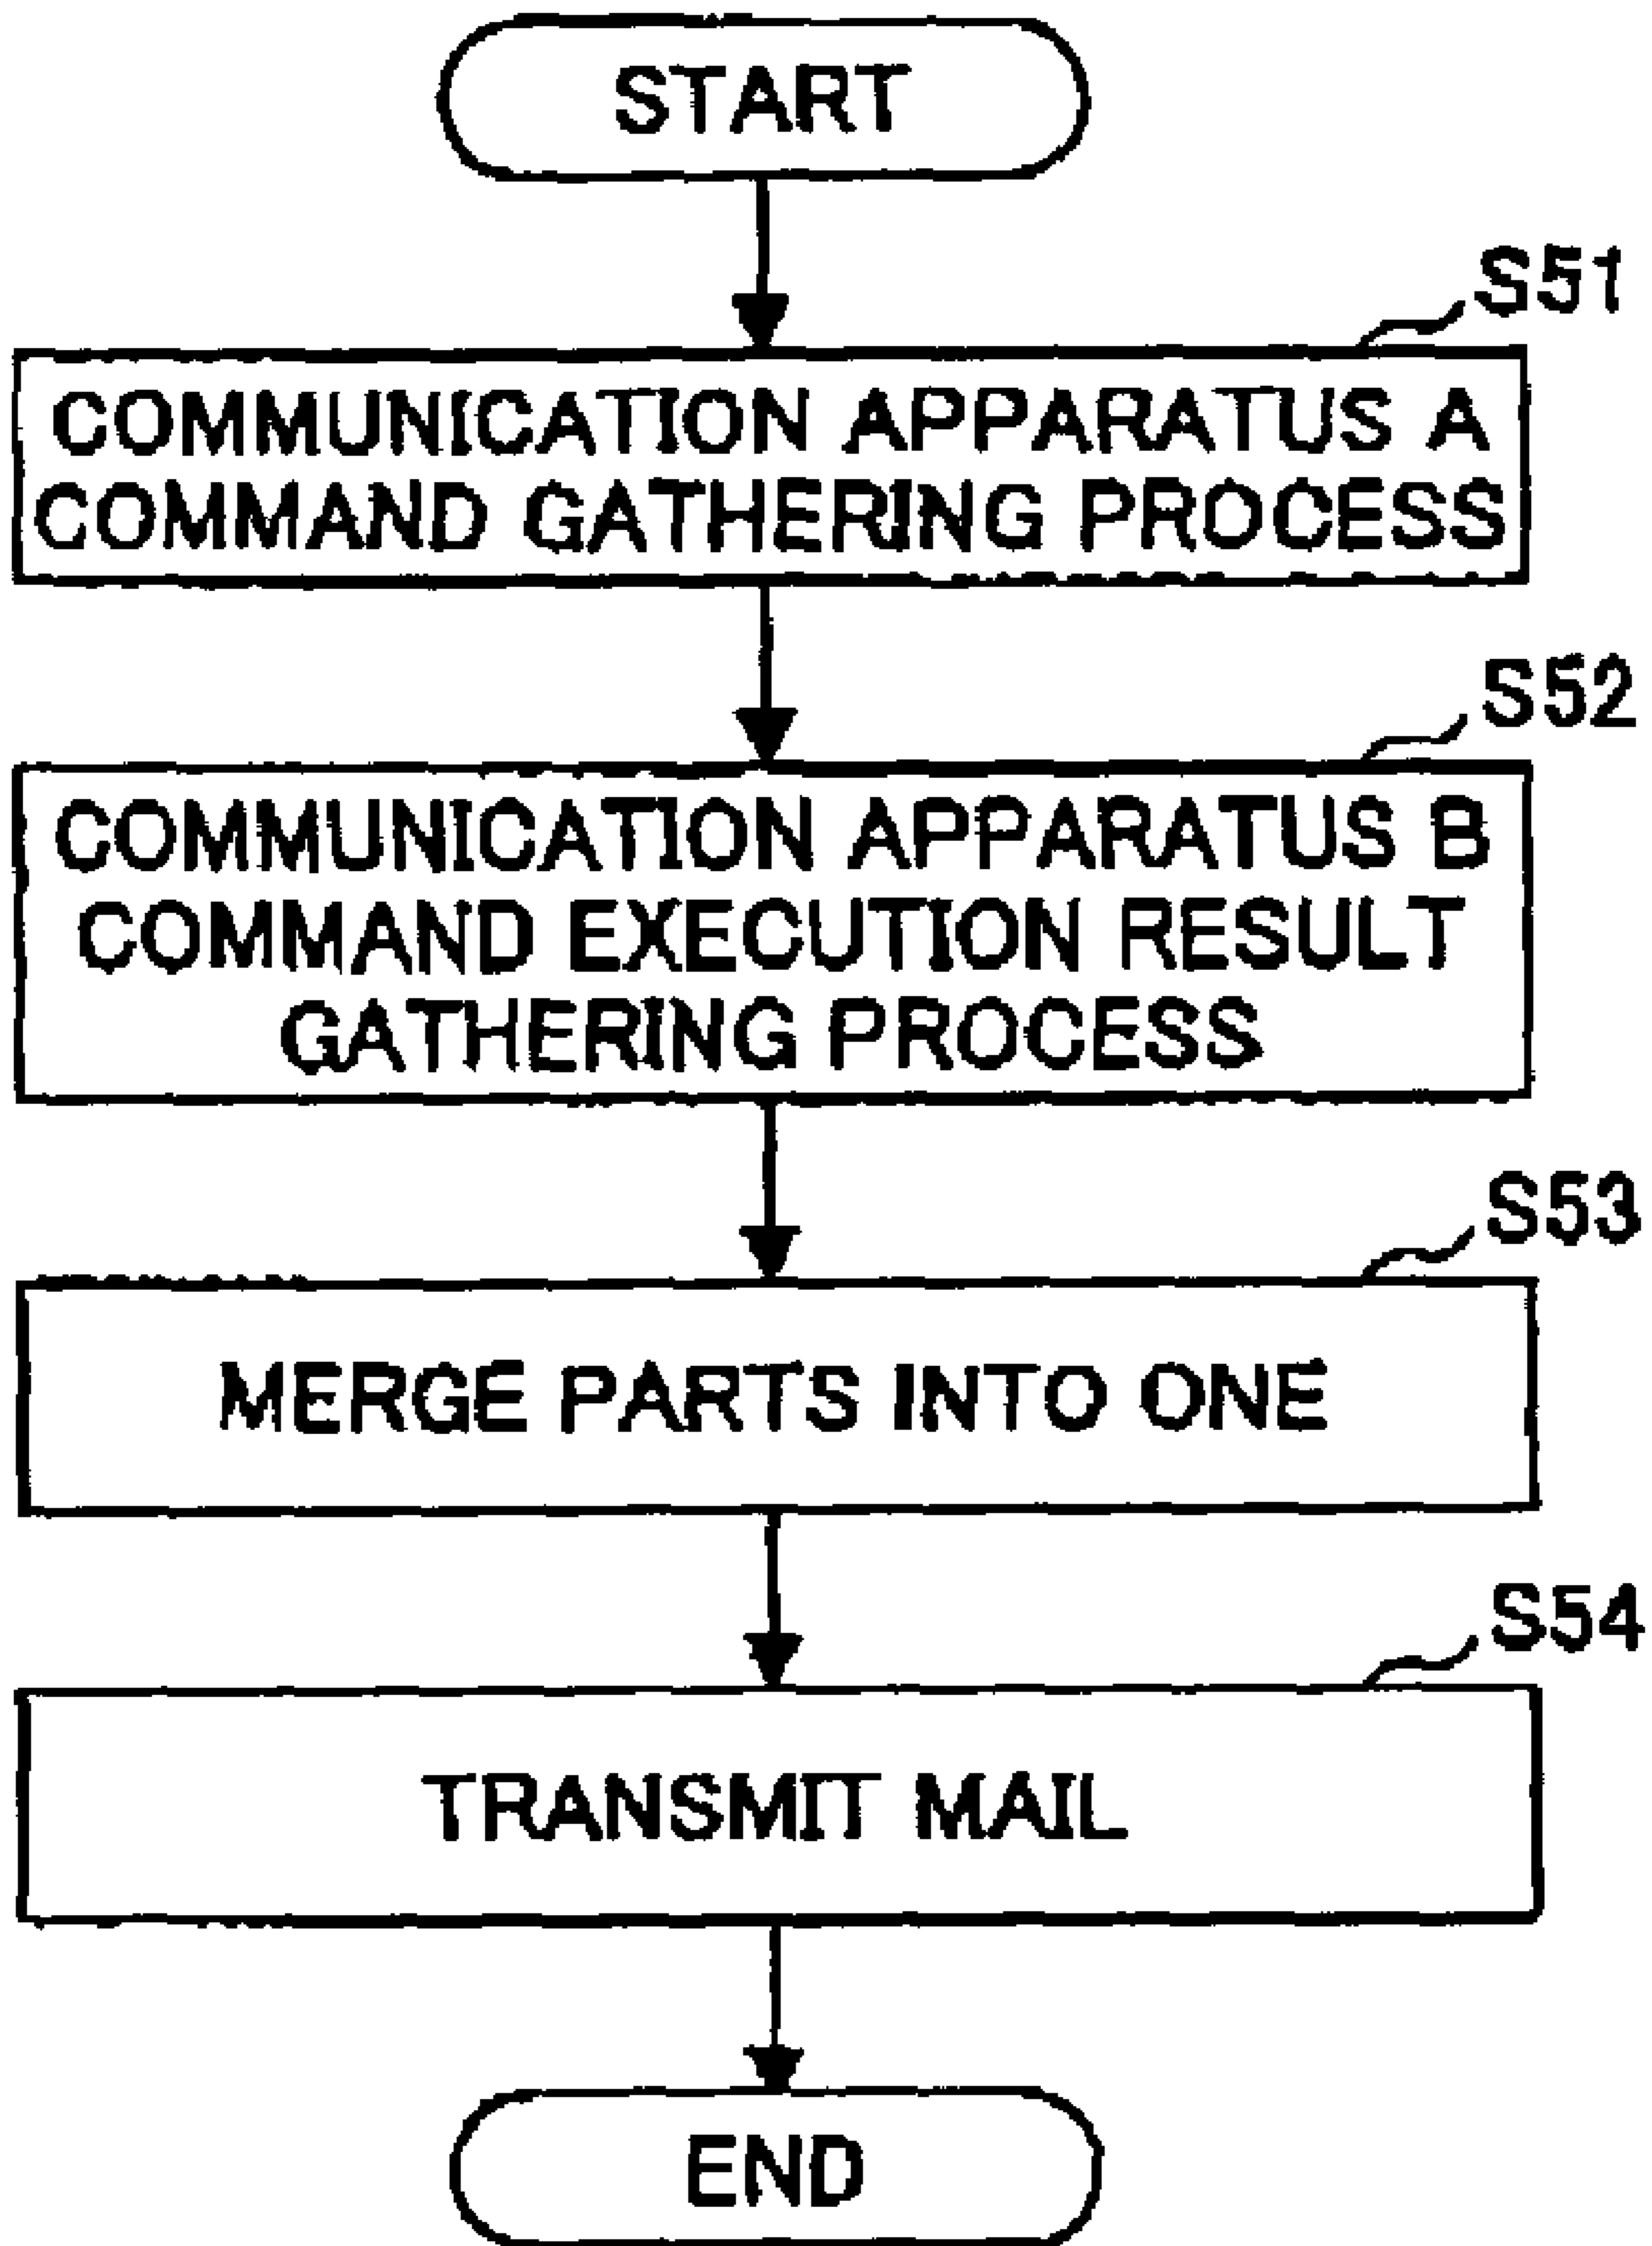 START
S51
COMMUNICATION APPARATUS A
COMMAND GATHERING PROCESS
S52
COMMUNICATION APPARATUS B
COMMAND EXECUTION RESULT
GATHERING PROCESS
S53
MERGE PARTS INTO ONE
S54
TRANSMIT MAIL
END